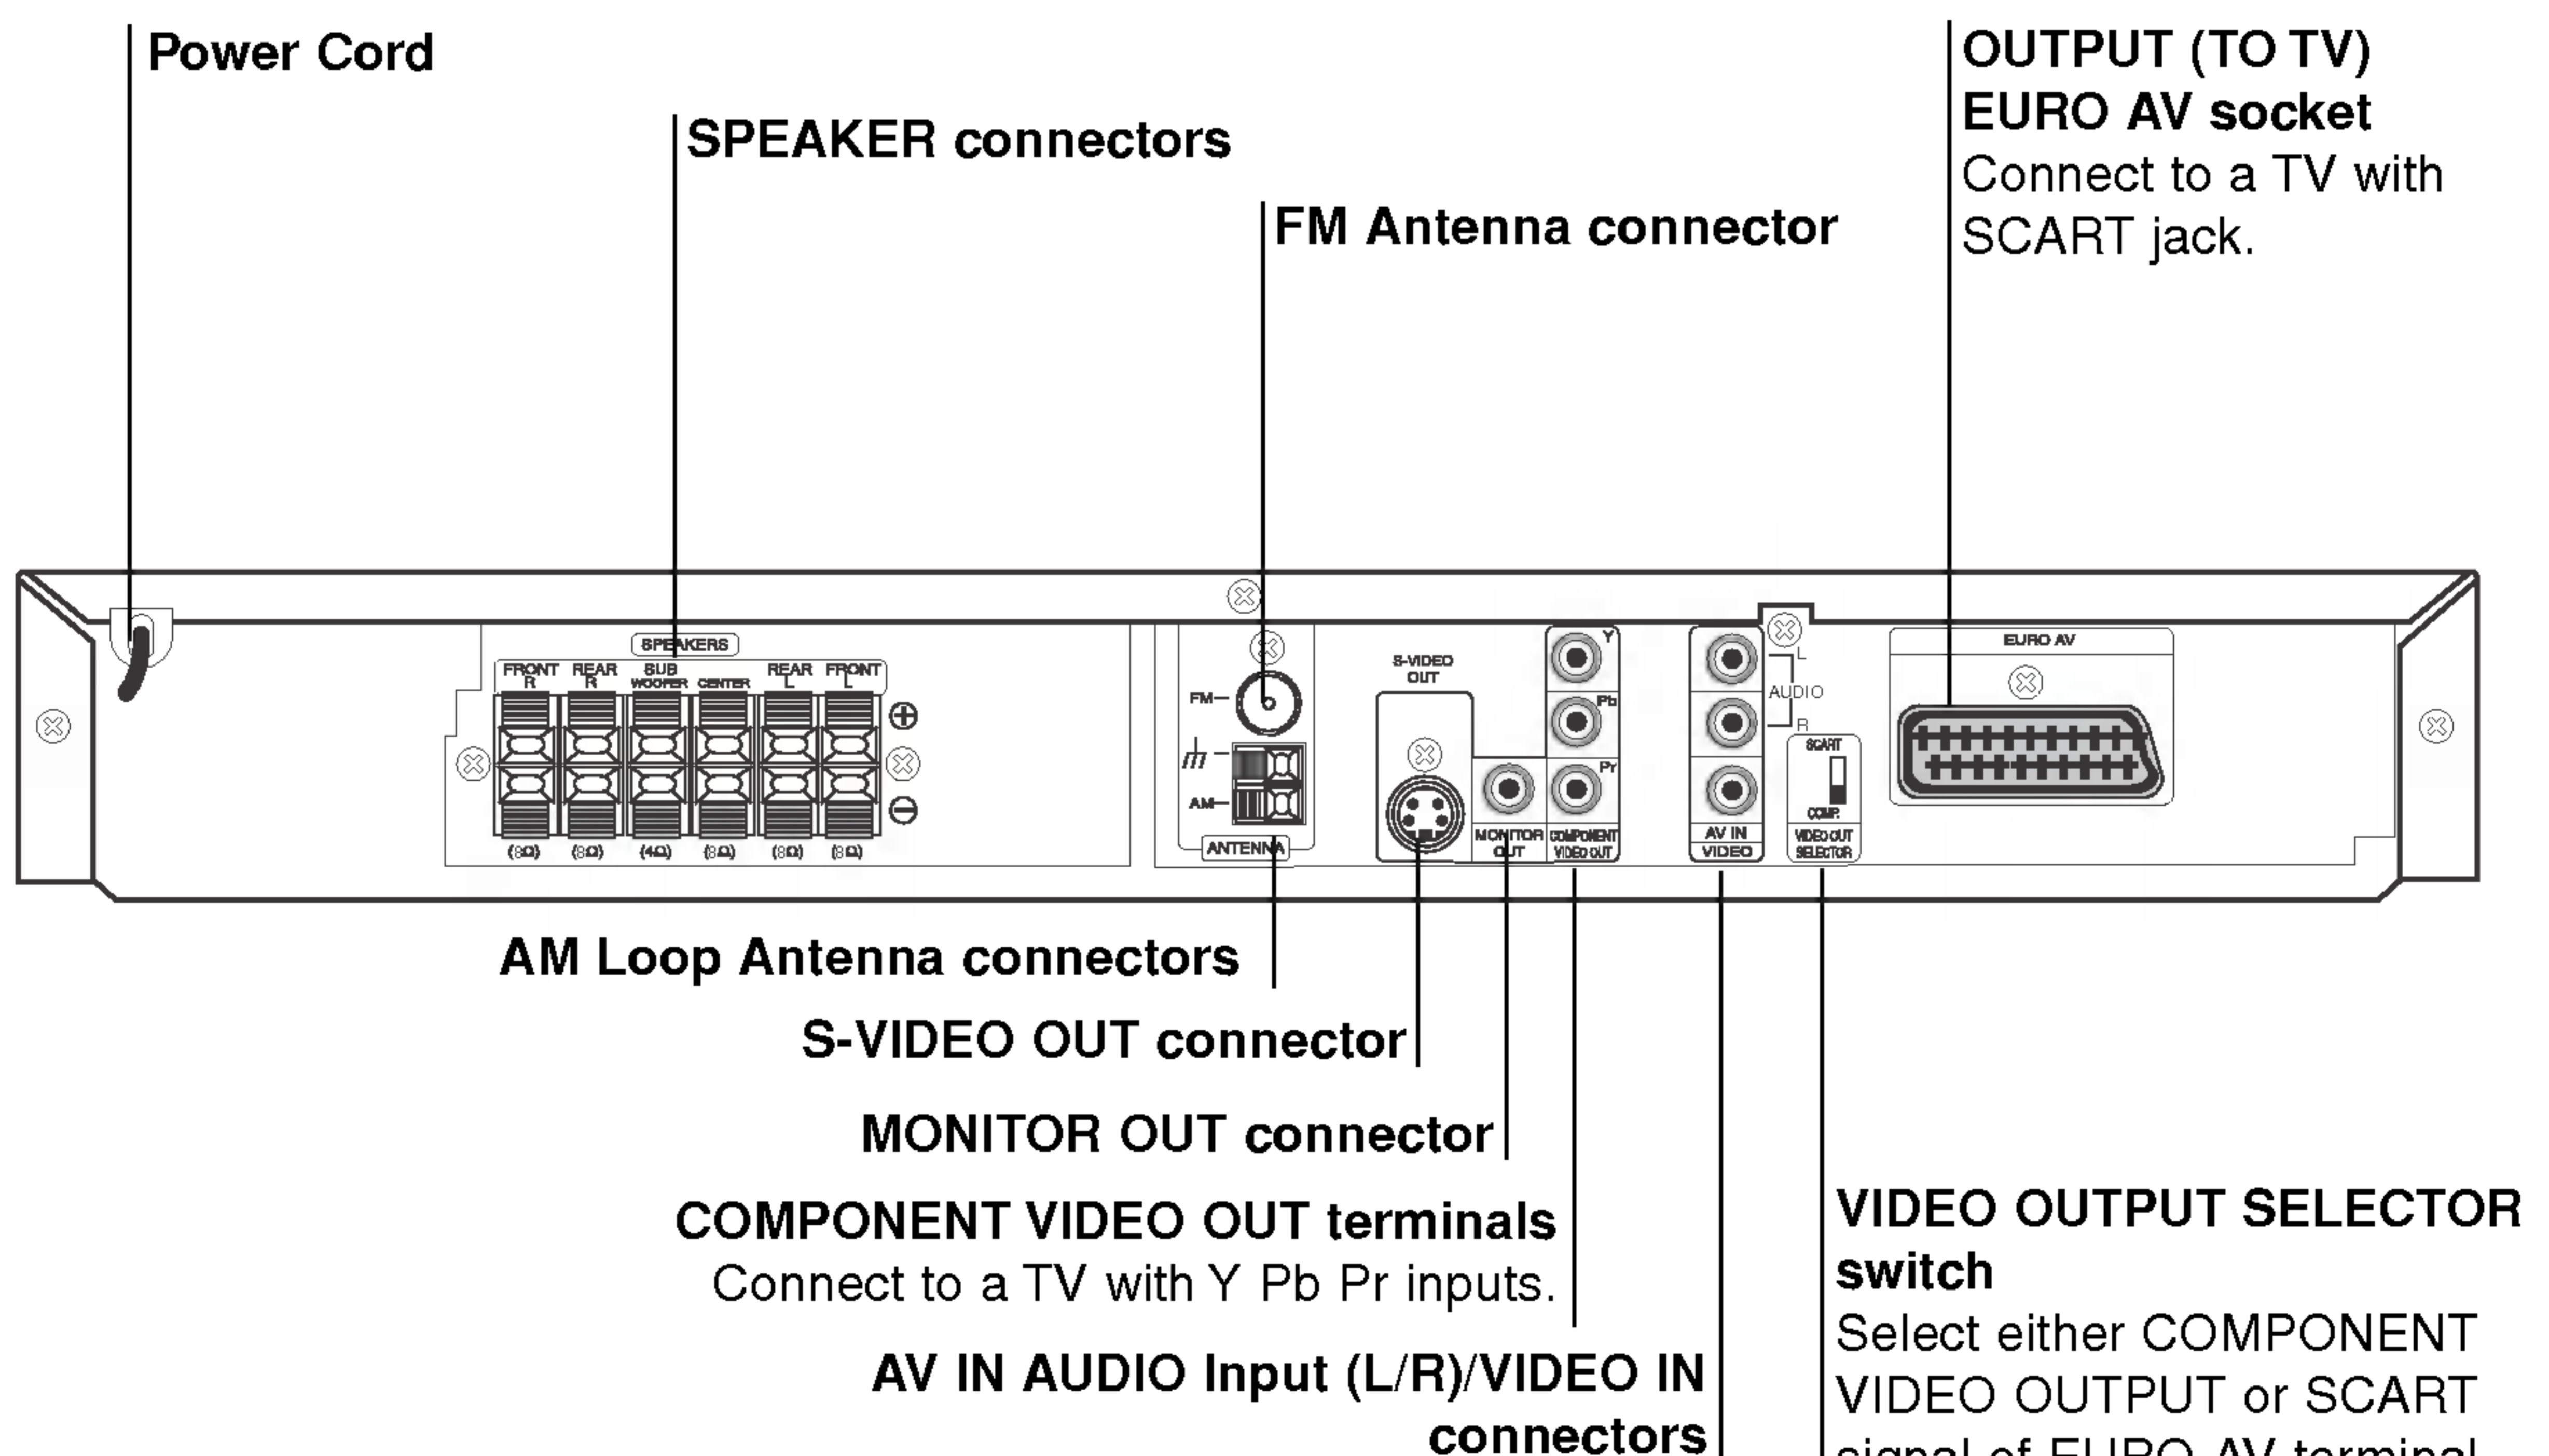 Power Cord
SPEAKER connectors
FM Antenna connector
OUTPUT (TO TV)
EURO AV socket
Connect to a TV with
SCART jack.
SPEAKERS
FRONT R
REAR R
SUB WOOFER
CENTER
REAR L
FRONT L
(8Ω) (8Ω) (4Ω) (8Ω) (8Ω) (8Ω)
FM
AM
ANTENNA
S-VIDEO
OUT
MONITOR
OUT
Y
Pb
Pr
COMPONENT
VIDEO OUT
L
AUDIO
R
AV IN
VIDEO
SCART
COMP.
VIDEO OUT
SELECTOR
EURO AV
AM Loop Antenna connectors
S-VIDEO OUT connector
MONITOR OUT connector
COMPONENT VIDEO OUT terminals
Connect to a TV with Y Pb Pr inputs.
AV IN AUDIO Input (L/R)/VIDEO IN
connectors
VIDEO OUTPUT SELECTOR
switch
Select either COMPONENT
VIDEO OUTPUT or SCART
signal of EURO AV terminal